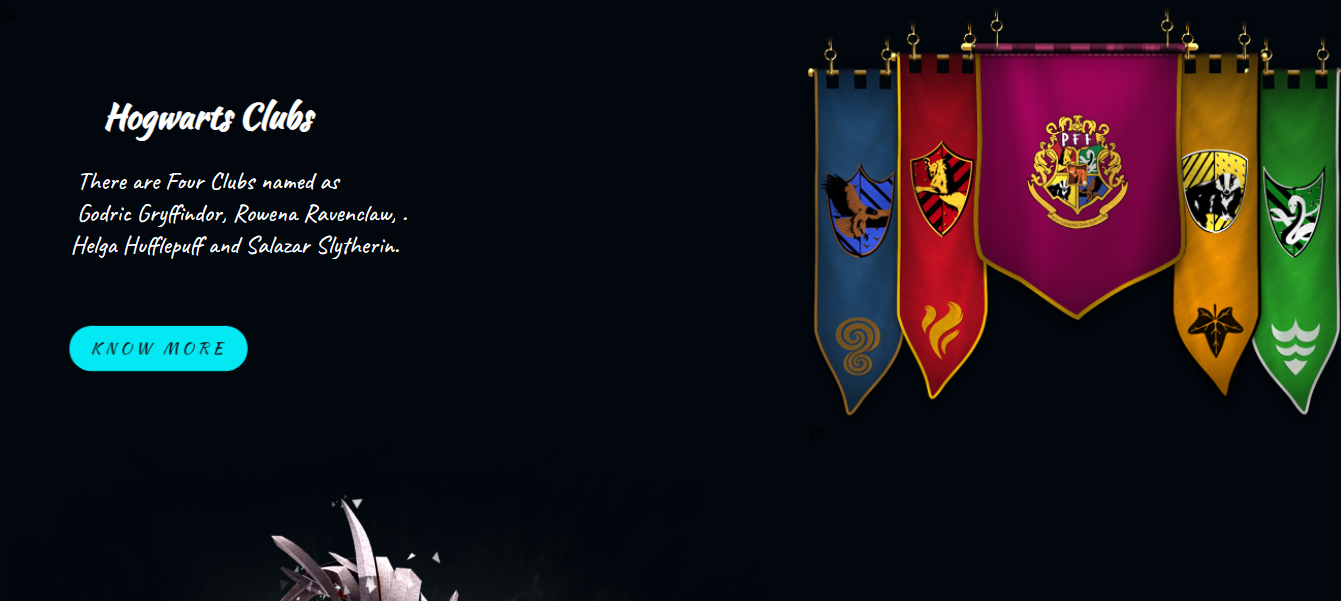 /n
Hogwarts Clubs
There are Four Clubs named as
Godric Gryffindor, Rowena Ravenclaw, .
Helga Hufflepuff and Salazar Slytherin.
KNOW MORE
PFF
/n